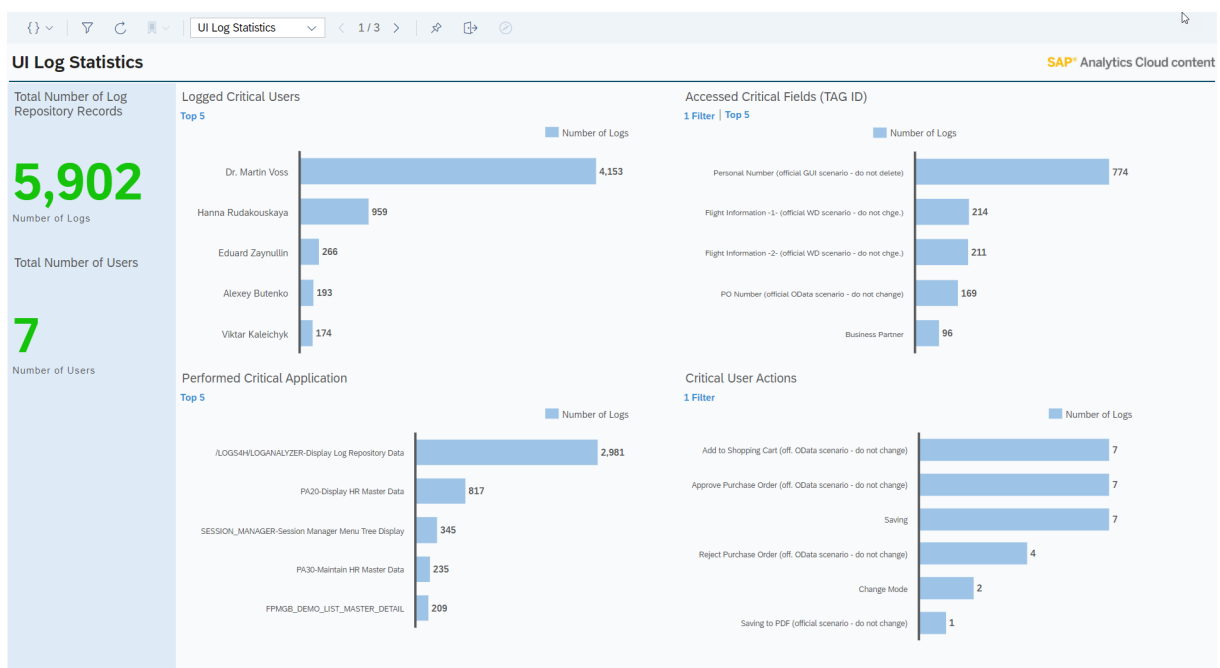 {}
UI Log Statistics
1 / 3
UI Log Statistics
SAP® Analytics Cloud content
Total Number of Log
Repository Records
5,902
Number of Logs
Total Number of Users
7
Number of Users
Logged Critical Users
Top 5
Number of Logs
Dr. Martin Voss 4,153
Hanna Rudakouskaya 959
Eduard Zaynullin 266
Alexey Butenko 193
Viktar Kaleichyk 174
Accessed Critical Fields (TAG ID)
1 Filter | Top 5
Number of Logs
Personal Number (official GUI scenario - do not delete) 774
Flight Information -1- (official WD scenario - do not chge.) 214
Flight Information -2- (official WD scenario - do not chge.) 211
PO Number (official OData scenario - do not change) 169
Business Partner 96
Performed Critical Application
Top 5
Number of Logs
/LOGS4H/LOGANALYZER-Display Log Repository Data 2,981
PA20-Display HR Master Data 817
SESSION_MANAGER-Session Manager Menu Tree Display 345
PA30-Maintain HR Master Data 235
FPMGB_DEMO_LIST_MASTER_DETAIL 209
Critical User Actions
1 Filter
Number of Logs
Add to Shopping Cart (off. OData scenario - do not change) 7
Approve Purchase Order (off. OData scenario - do not change) 7
Saving 7
Reject Purchase Order (off. OData scenario - do not change) 4
Change Mode 2
Saving to PDF (official scenario - do not change) 1